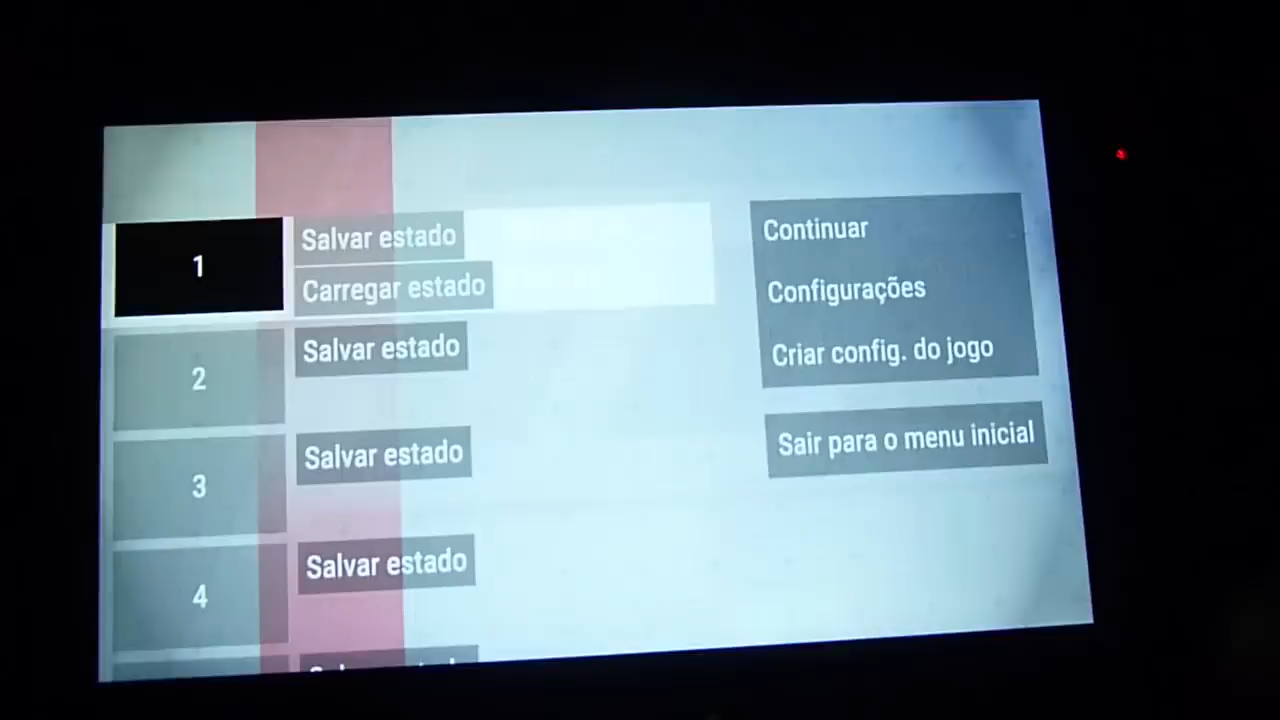 1
Salvar estado
Carregar estado
2
Salvar estado
3
Salvar estado
4
Salvar estado
Continuar
Configurações
Criar config. do jogo
Sair para o menu inicial